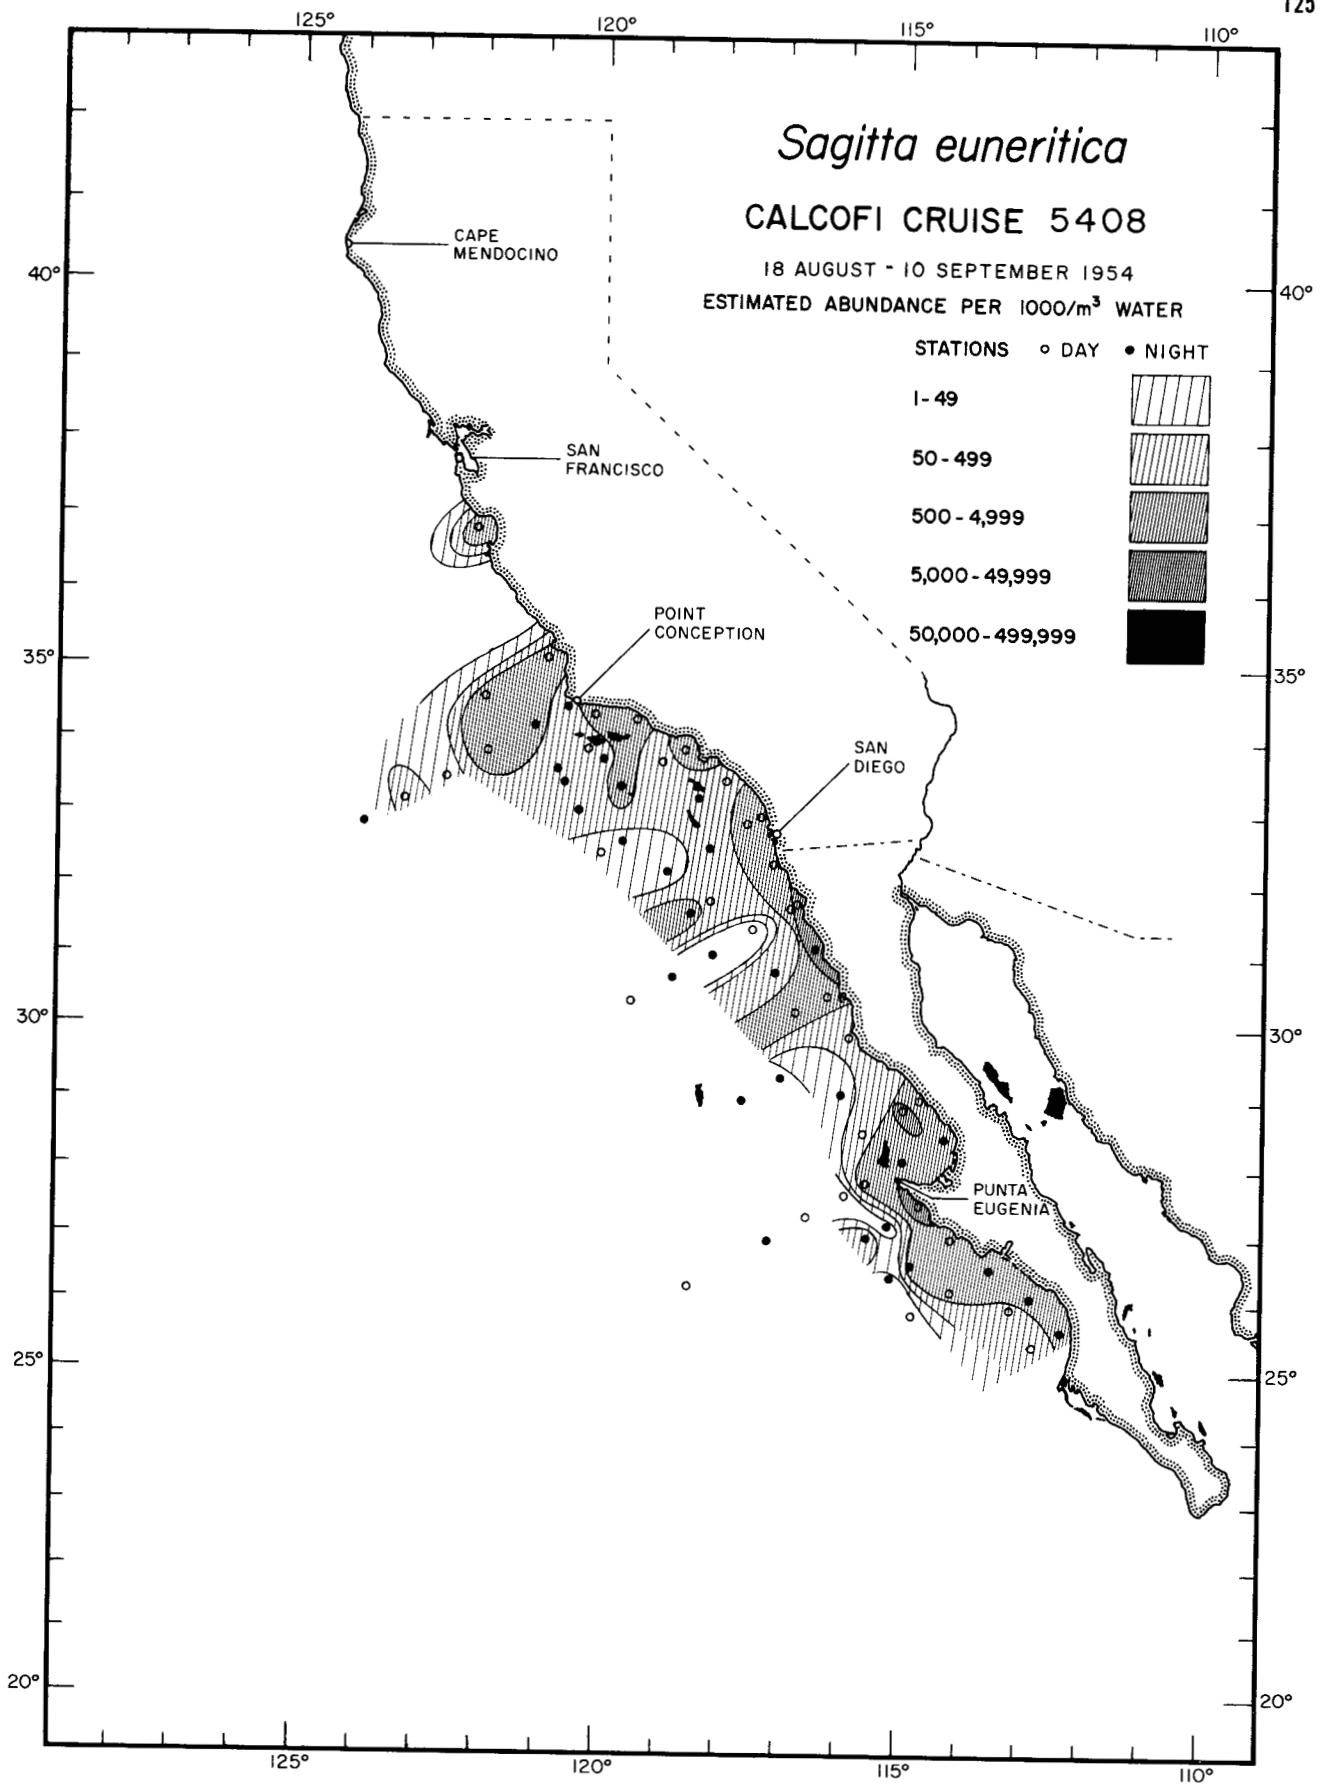 125
125° 120° 115° 110°
Sagitta euneritica
CALCOFI CRUISE 5408
18 AUGUST - 10 SEPTEMBER 1954
ESTIMATED ABUNDANCE PER 1000/m³ WATER
STATIONS ○ DAY ● NIGHT
1-49
50-499
500-4,999
5,000-49,999
50,000-499,999
CAPE
MENDOCINO
40° 40°
SAN
FRANCISCO
POINT
CONCEPTION
35° 35°
SAN
DIEGO
30° 30°
PUNTA
EUGENIA
25° 25°
20° 20°
125° 120° 115° 110°